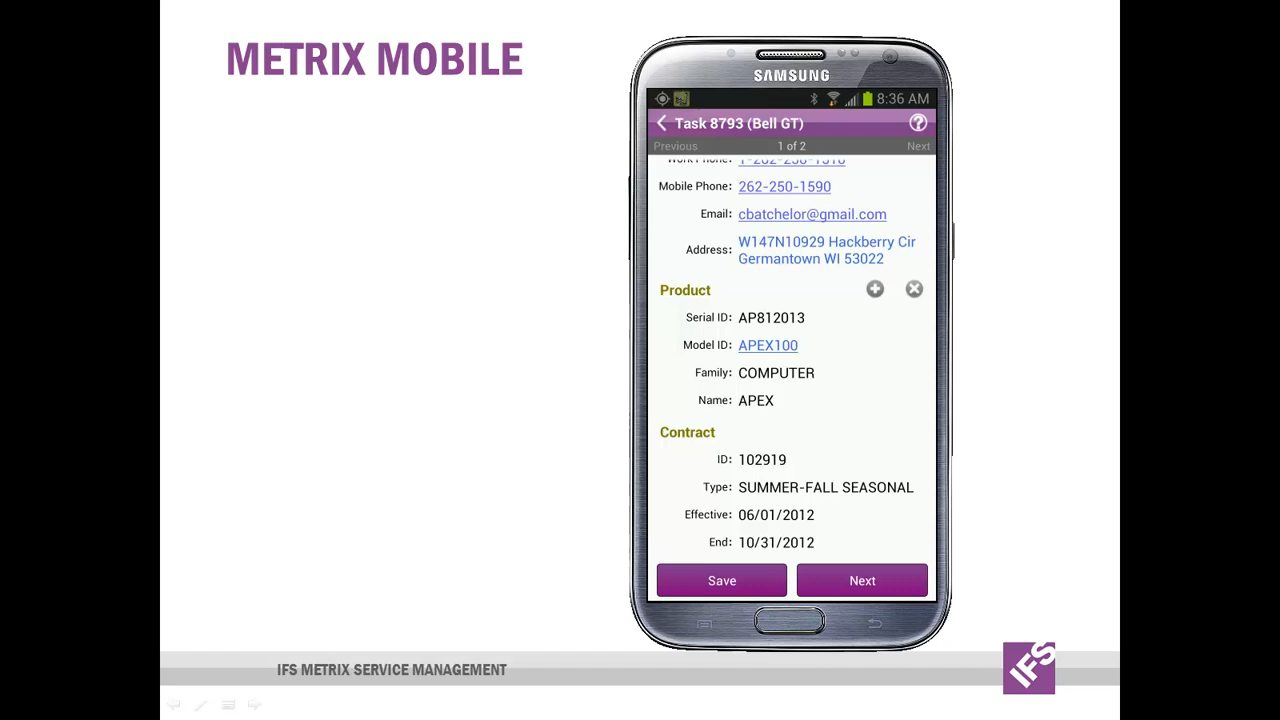 METRIX MOBILE
SAMSUNG
8:36 AM
Task 8793 (Bell GT)
Previous 1 of 2 Next
Work Phone:
Mobile Phone: 262-250-1590
Email: cbatchelor@gmail.com
Address: W147N10929 Hackberry Cir
Germantown WI 53022
Product
Serial ID: AP812013
Model ID: APEX100
Family: COMPUTER
Name: APEX
Contract
ID: 102919
Type: SUMMER-FALL SEASONAL
Effective: 06/01/2012
End: 10/31/2012
Save Next
IFS METRIX SERVICE MANAGEMENT
IFS